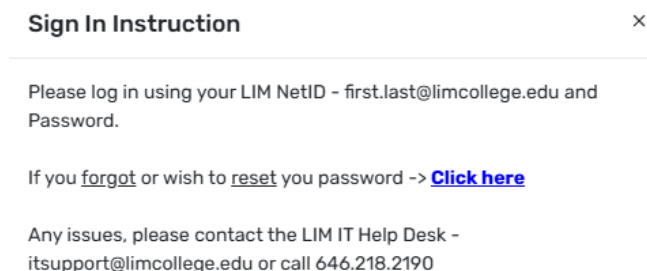 Sign In Instruction ×
Please log in using your LIM NetID - first.last@limcollege.edu and
Password.
If you forgot or wish to reset you password -> Click here
Any issues, please contact the LIM IT Help Desk -
itsupport@limcollege.edu or call 646.218.2190